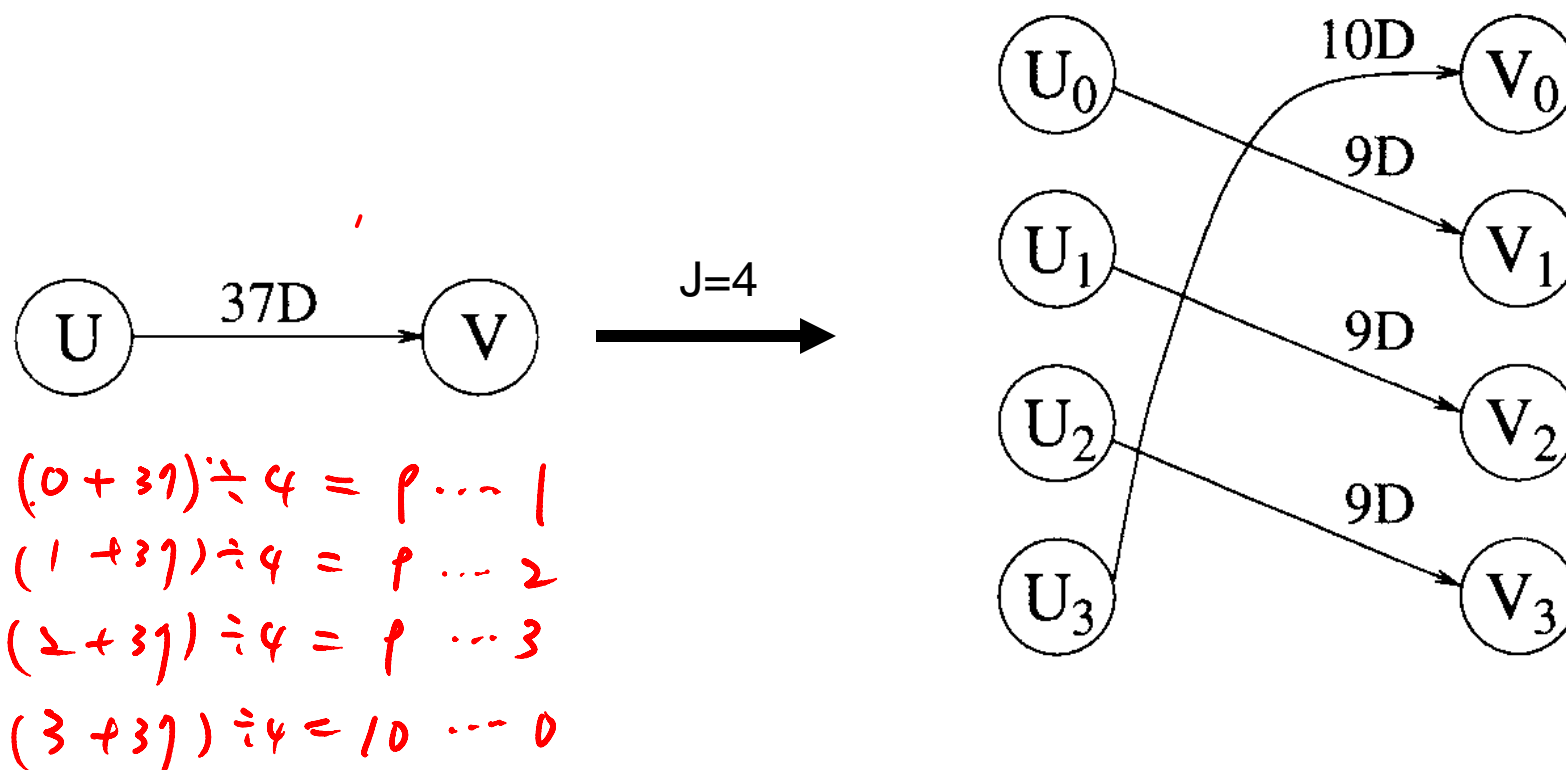 U 37D V
J=4
U0 10D V0
9D
U1 V1
9D
U2 V2
9D
U3 V3
(0+37)÷4=9...1
(1+37)÷4=9...2
(2+37)÷4=9...3
(3+37)÷4=10...0